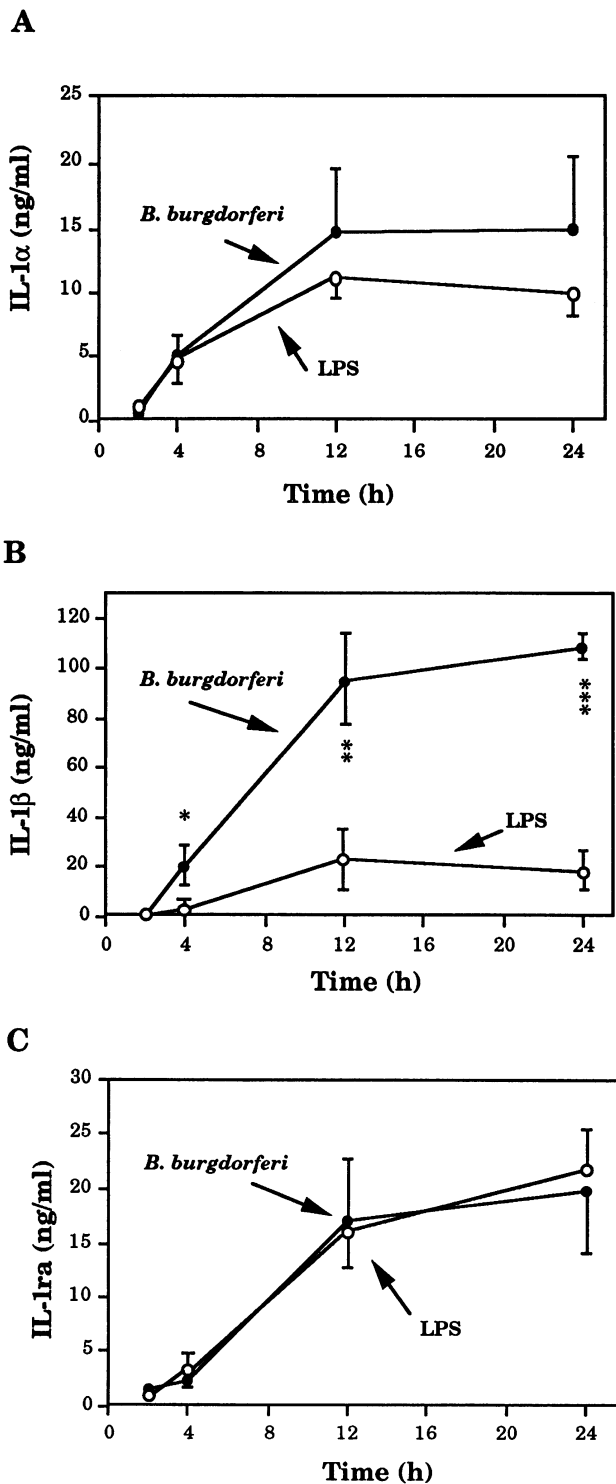 A
25
20
15
10
5
0
IL-1α (ng/ml)
B. burgdorferi
LPS
0 4 8 12 16 20 24
Time (h)
B
120
100
80
60
40
20
0
IL-1β (ng/ml)
B. burgdorferi
*
**
***
LPS
0 4 8 12 16 20 24
Time (h)
C
30
25
20
15
10
5
0
IL-1ra (ng/ml)
B. burgdorferi
LPS
0 4 8 12 16 20 24
Time (h)